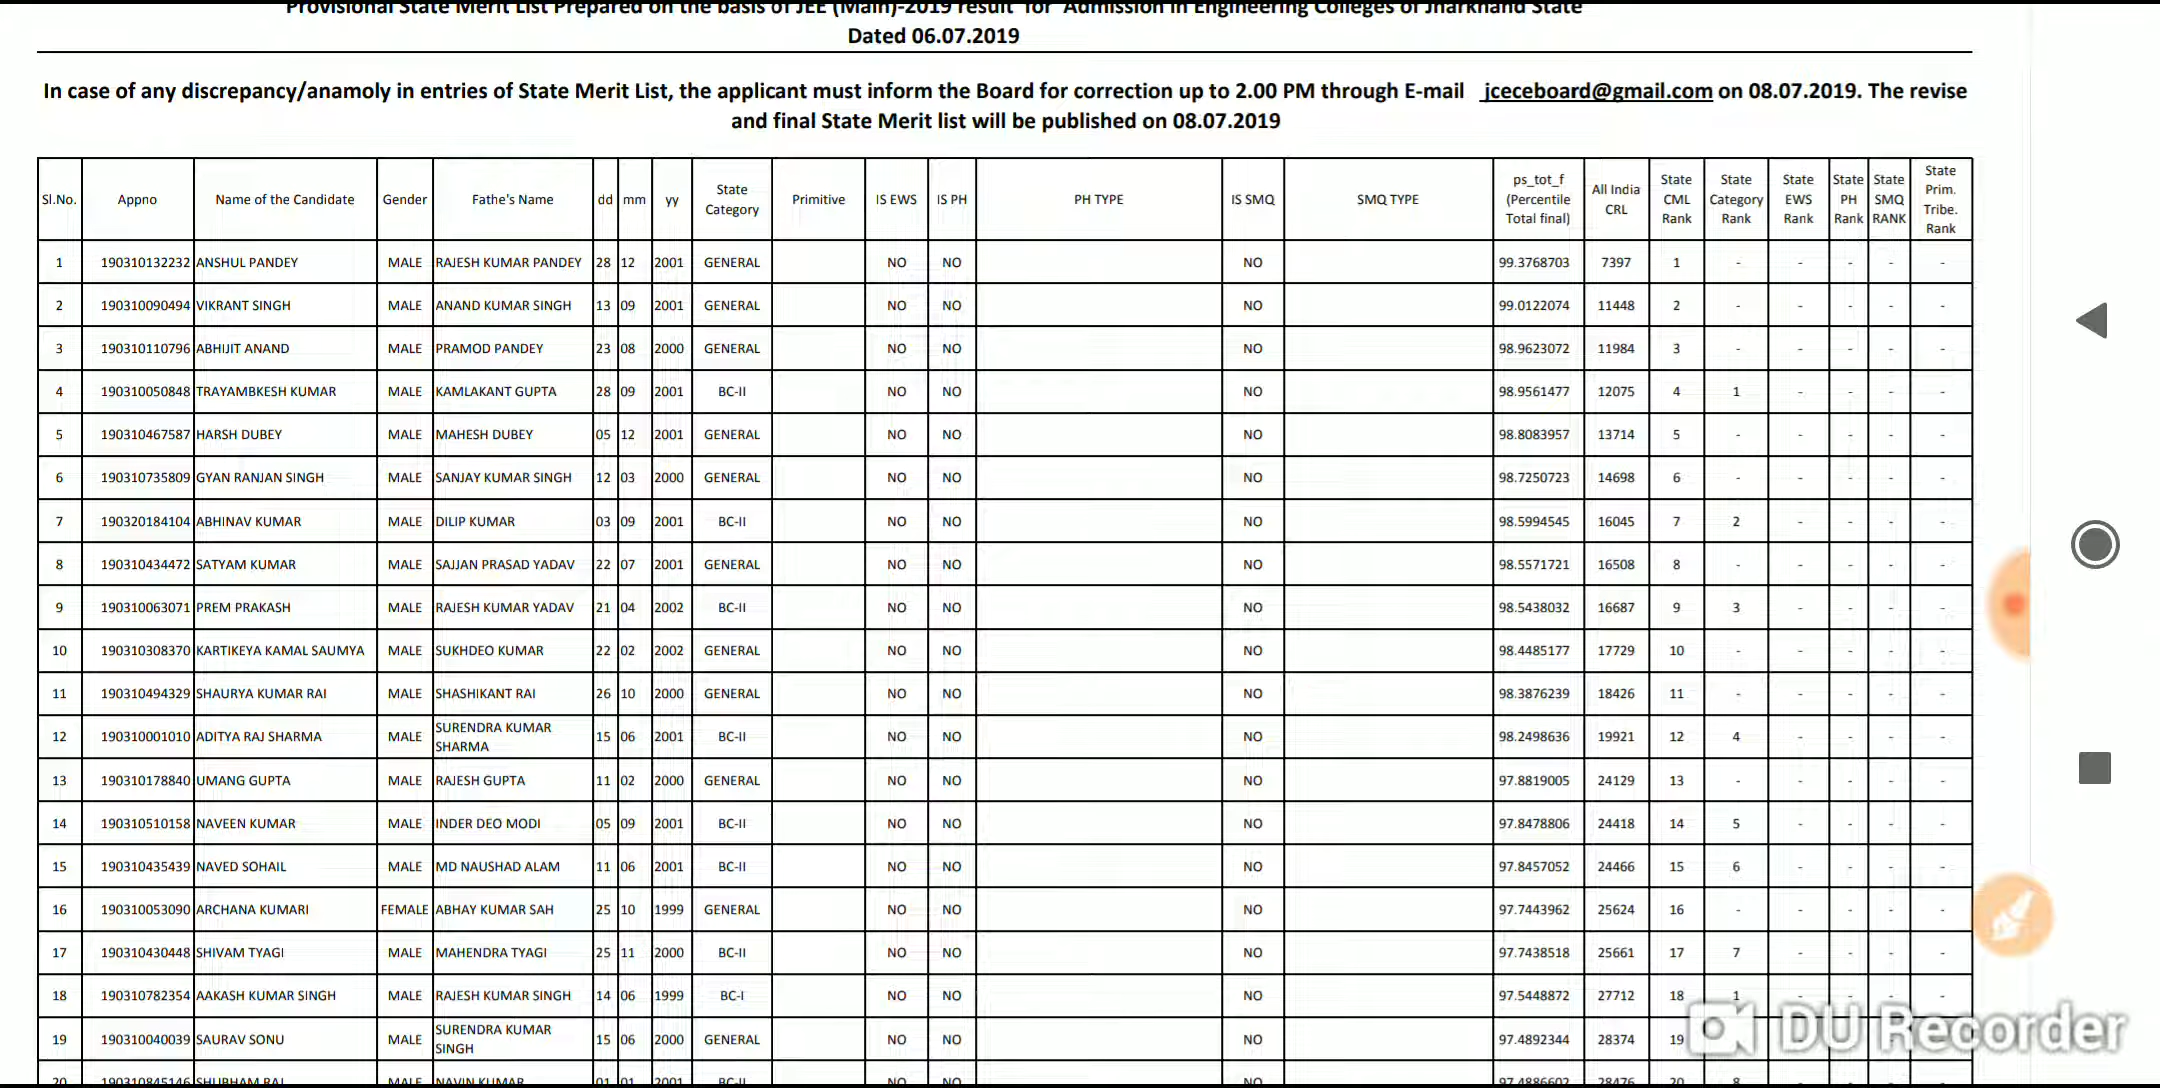 Provisional State Merit List Prepared on the basis of JEE (Main)-2019 result for Admission in Engineering Colleges of Jharkhand State
Dated 06.07.2019
In case of any discrepancy/anamoly in entries of State Merit List, the applicant must inform the Board for correction up to 2.00 PM through E-mail jceceboard@gmail.com on 08.07.2019. The revise
and final State Merit list will be published on 08.07.2019
Sl.No. Appno Name of the Candidate Gender Fathe's Name dd mm yy State Category Primitive IS EWS IS PH PH TYPE IS SMQ SMQ TYPE ps_tot_f (Percentile Total final) All India CRL State CML Rank State Category Rank State EWS Rank State PH Rank State SMQ RANK State Prim. Tribe. Rank
1 190310132232 ANSHUL PANDEY MALE RAJESH KUMAR PANDEY 28 12 2001 GENERAL NO NO NO 99.3768703 7397 1 - - - - -
2 190310090494 VIKRANT SINGH MALE ANAND KUMAR SINGH 13 09 2001 GENERAL NO NO NO 99.0122074 11448 2 - - - - -
3 190310110796 ABHIJIT ANAND MALE PRAMOD PANDEY 23 08 2000 GENERAL NO NO NO 98.9623072 11984 3 - - - - -
4 190310050848 TRAYAMBKESH KUMAR MALE KAMLAKANT GUPTA 28 09 2001 BC-II NO NO NO 98.9561477 12075 4 1 - - - -
5 190310467587 HARSH DUBEY MALE MAHESH DUBEY 05 12 2001 GENERAL NO NO NO 98.8083957 13714 5 - - - - -
6 190310735809 GYAN RANJAN SINGH MALE SANJAY KUMAR SINGH 12 03 2000 GENERAL NO NO NO 98.7250723 14698 6 - - - - -
7 190320184104 ABHINAV KUMAR MALE DILIP KUMAR 03 09 2001 BC-II NO NO NO 98.5994545 16045 7 2 - - - -
8 190310434472 SATYAM KUMAR MALE SAJJAN PRASAD YADAV 22 07 2001 GENERAL NO NO NO 98.5571721 16508 8 - - - - -
9 190310063071 PREM PRAKASH MALE RAJESH KUMAR YADAV 21 04 2002 BC-II NO NO NO 98.5438032 16687 9 3 - - - -
10 190310308370 KARTIKEYA KAMAL SAUMYA MALE SUKHDEO KUMAR 22 02 2002 GENERAL NO NO NO 98.4485177 17729 10 - - - - -
11 190310494329 SHAURYA KUMAR RAI MALE SHASHIKANT RAI 26 10 2000 GENERAL NO NO NO 98.3876239 18426 11 - - - - -
12 190310001010 ADITYA RAJ SHARMA MALE SURENDRA KUMAR SHARMA 15 06 2001 BC-II NO NO NO 98.2498636 19921 12 4 - - - -
13 190310178840 UMANG GUPTA MALE RAJESH GUPTA 11 02 2000 GENERAL NO NO NO 97.8819005 24129 13 - - - - -
14 190310510158 NAVEEN KUMAR MALE INDER DEO MODI 05 09 2001 BC-II NO NO NO 97.8478806 24418 14 5 - - - -
15 190310435439 NAVED SOHAIL MALE MD NAUSHAD ALAM 11 06 2001 BC-II NO NO NO 97.8457052 24466 15 6 - - - -
16 190310053090 ARCHANA KUMARI FEMALE ABHAY KUMAR SAH 25 10 1999 GENERAL NO NO NO 97.7443962 25624 16 - - - - -
17 190310430448 SHIVAM TYAGI MALE MAHENDRA TYAGI 25 11 2000 BC-II NO NO NO 97.7438518 25661 17 7 - - - -
18 190310782354 AAKASH KUMAR SINGH MALE RAJESH KUMAR SINGH 14 06 1999 BC-I NO NO NO 97.5448872 27712 18 1 - - - -
19 190310040039 SAURAV SONU MALE SURENDRA KUMAR SINGH 15 06 2000 GENERAL NO NO NO 97.4892344 28374 19
20 190310845146 SHUBHAM RAI MALE NAVIN KUMAR 01 01 2001 BC-II NO NO NO 97.4886602 28476 20 8 - - - -
DU Recorder